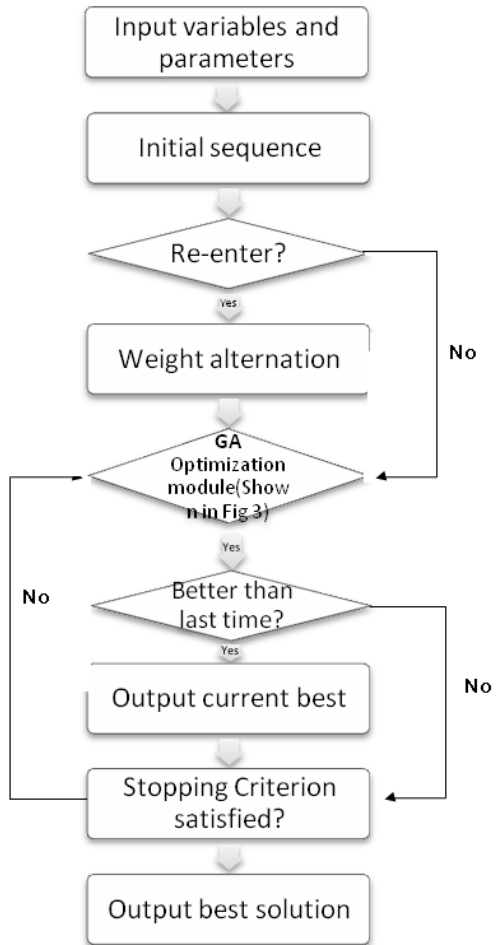 Input variables and
parameters
Initial sequence
Re-enter?
Yes
No
Weight alternation
GA
Optimization
module(Show
n in Fig 3)
Yes
No
Better than
last time?
Yes
No
Output current best
Stopping Criterion
satisfied?
Output best solution